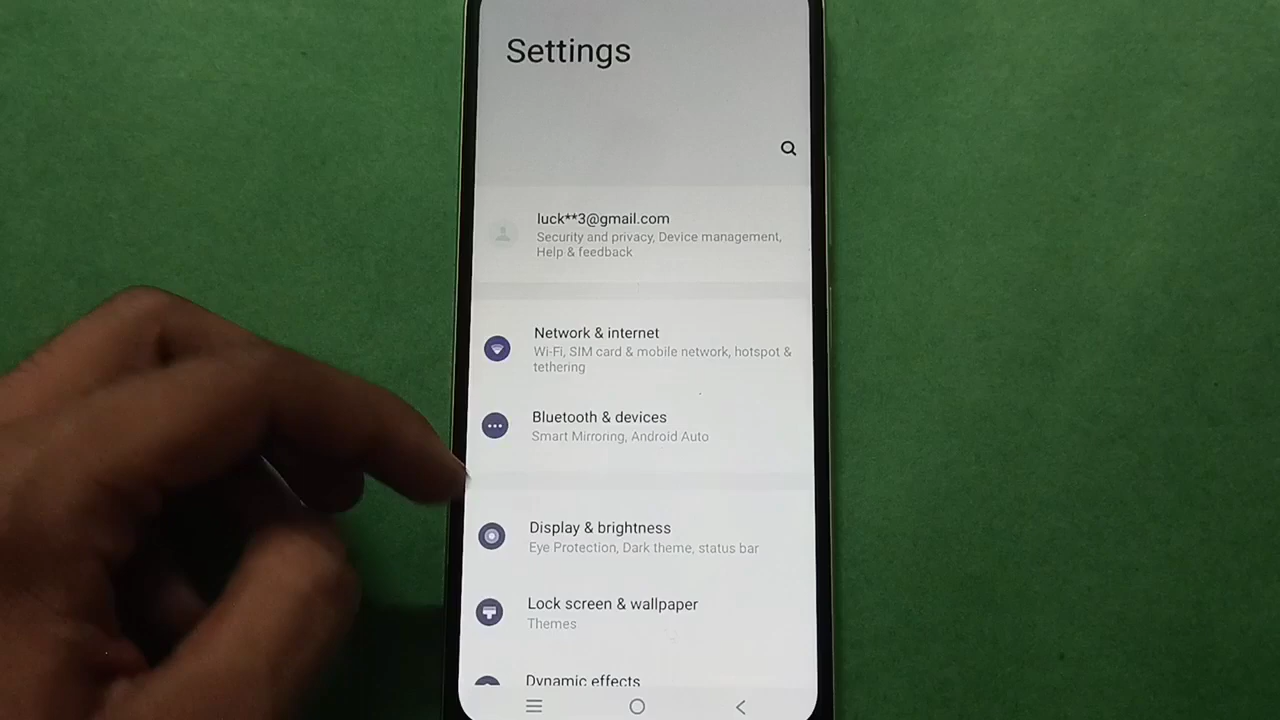 Settings
luck**3@gmail.com
Security and privacy, Device management,
Help & feedback
Network & internet
Wi-Fi, SIM card & mobile network, hotspot &
tethering
Bluetooth & devices
Smart Mirroring, Android Auto
Display & brightness
Eye Protection, Dark theme, status bar
Lock screen & wallpaper
Themes
Dynamic effects